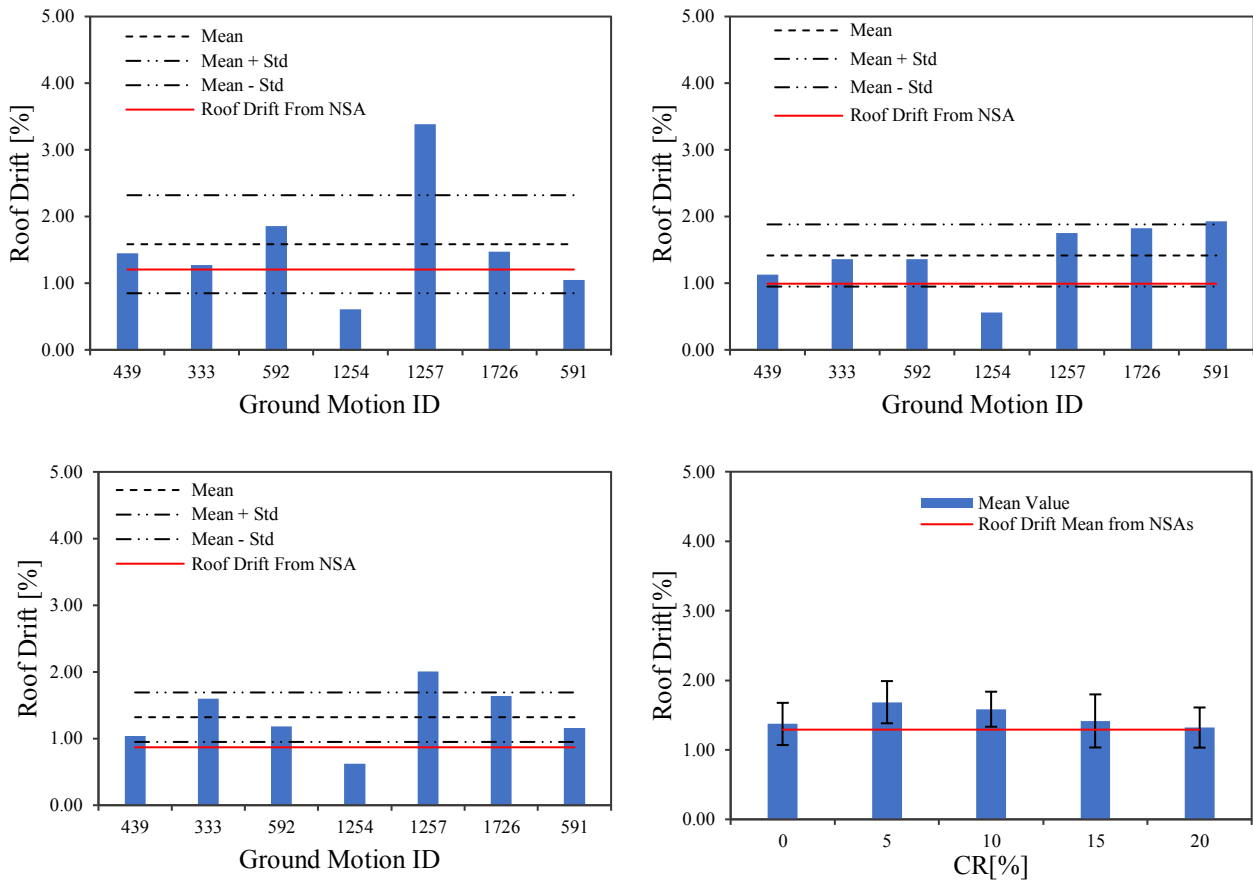 5.00
4.00
3.00
2.00
1.00
0.00
Roof Drift [%]
Mean
Mean + Std
Mean - Std
Roof Drift From NSA
439 333 592 1254 1257 1726 591
Ground Motion ID
5.00
4.00
3.00
2.00
1.00
0.00
Roof Drift [%]
Mean
Mean + Std
Mean - Std
Roof Drift From NSA
439 333 592 1254 1257 1726 591
Ground Motion ID
5.00
4.00
3.00
2.00
1.00
0.00
Roof Drift [%]
Mean
Mean + Std
Mean - Std
Roof Drift From NSA
439 333 592 1254 1257 1726 591
Ground Motion ID
5.00
4.00
3.00
2.00
1.00
0.00
Roof Drift[%]
Mean Value
Roof Drift Mean from NSAs
0 5 10 15 20
CR[%]